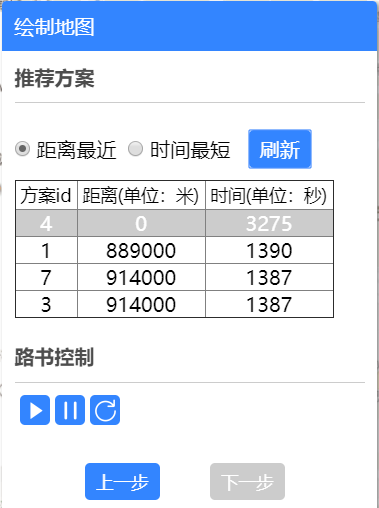 绘制地图
推荐方案
距离最近 时间最短 刷新
方案id 距离(单位：米) 时间(单位：秒)
4 0 3275
1 889000 1390
7 914000 1387
3 914000 1387
路书控制
上一步 下一步